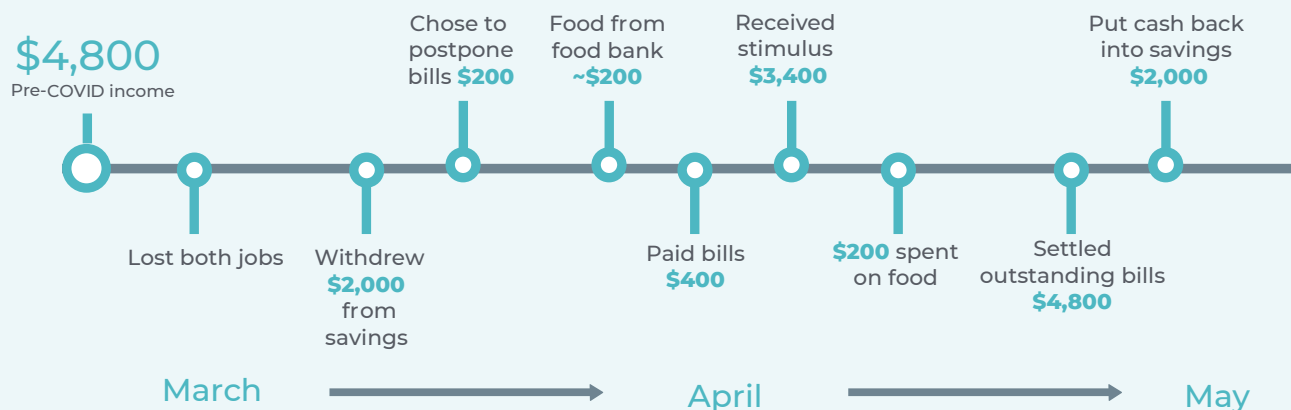 $4,800
Pre-COVID income
Lost both jobs
Withdrew
$2,000
from
savings
Chose to
postpone
bills $200
Food from
food bank
~$200
Paid bills
$400
Received
stimulus
$3,400
$200 spent
on food
Settled
outstanding bills
$4,800
Put cash back
into savings
$2,000
March
April
May